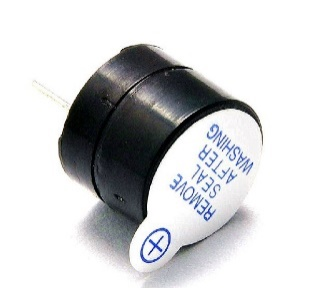 REMOVE
SEAL
AFTER
WASHING
+